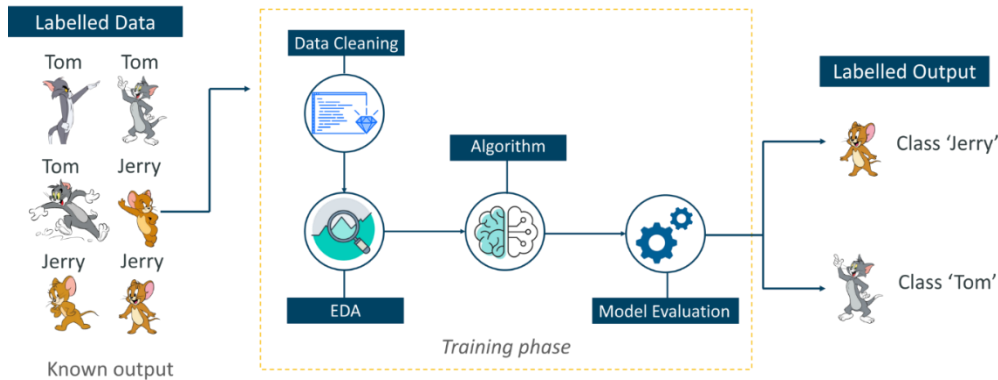 Labelled Data
Tom
Tom
Tom
Jerry
Jerry
Jerry
Known output
Data Cleaning
EDA
Algorithm
Model Evaluation
Training phase
Labelled Output
Class ‘Jerry’
Class ‘Tom’